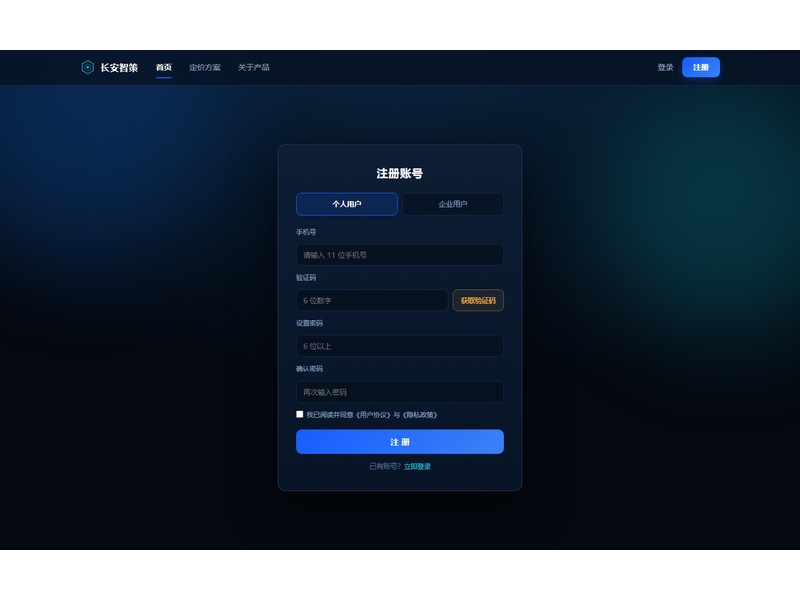 长安智策 首页 定价方案 关于产品 登录 注册
注册账号
个人用户 企业用户
手机号
请输入 11 位手机号
验证码
6 位数字 获取验证码
设置密码
6 位以上
确认密码
再次输入密码
我已阅读并同意《用户协议》与《隐私政策》
注 册
已有账号？立即登录